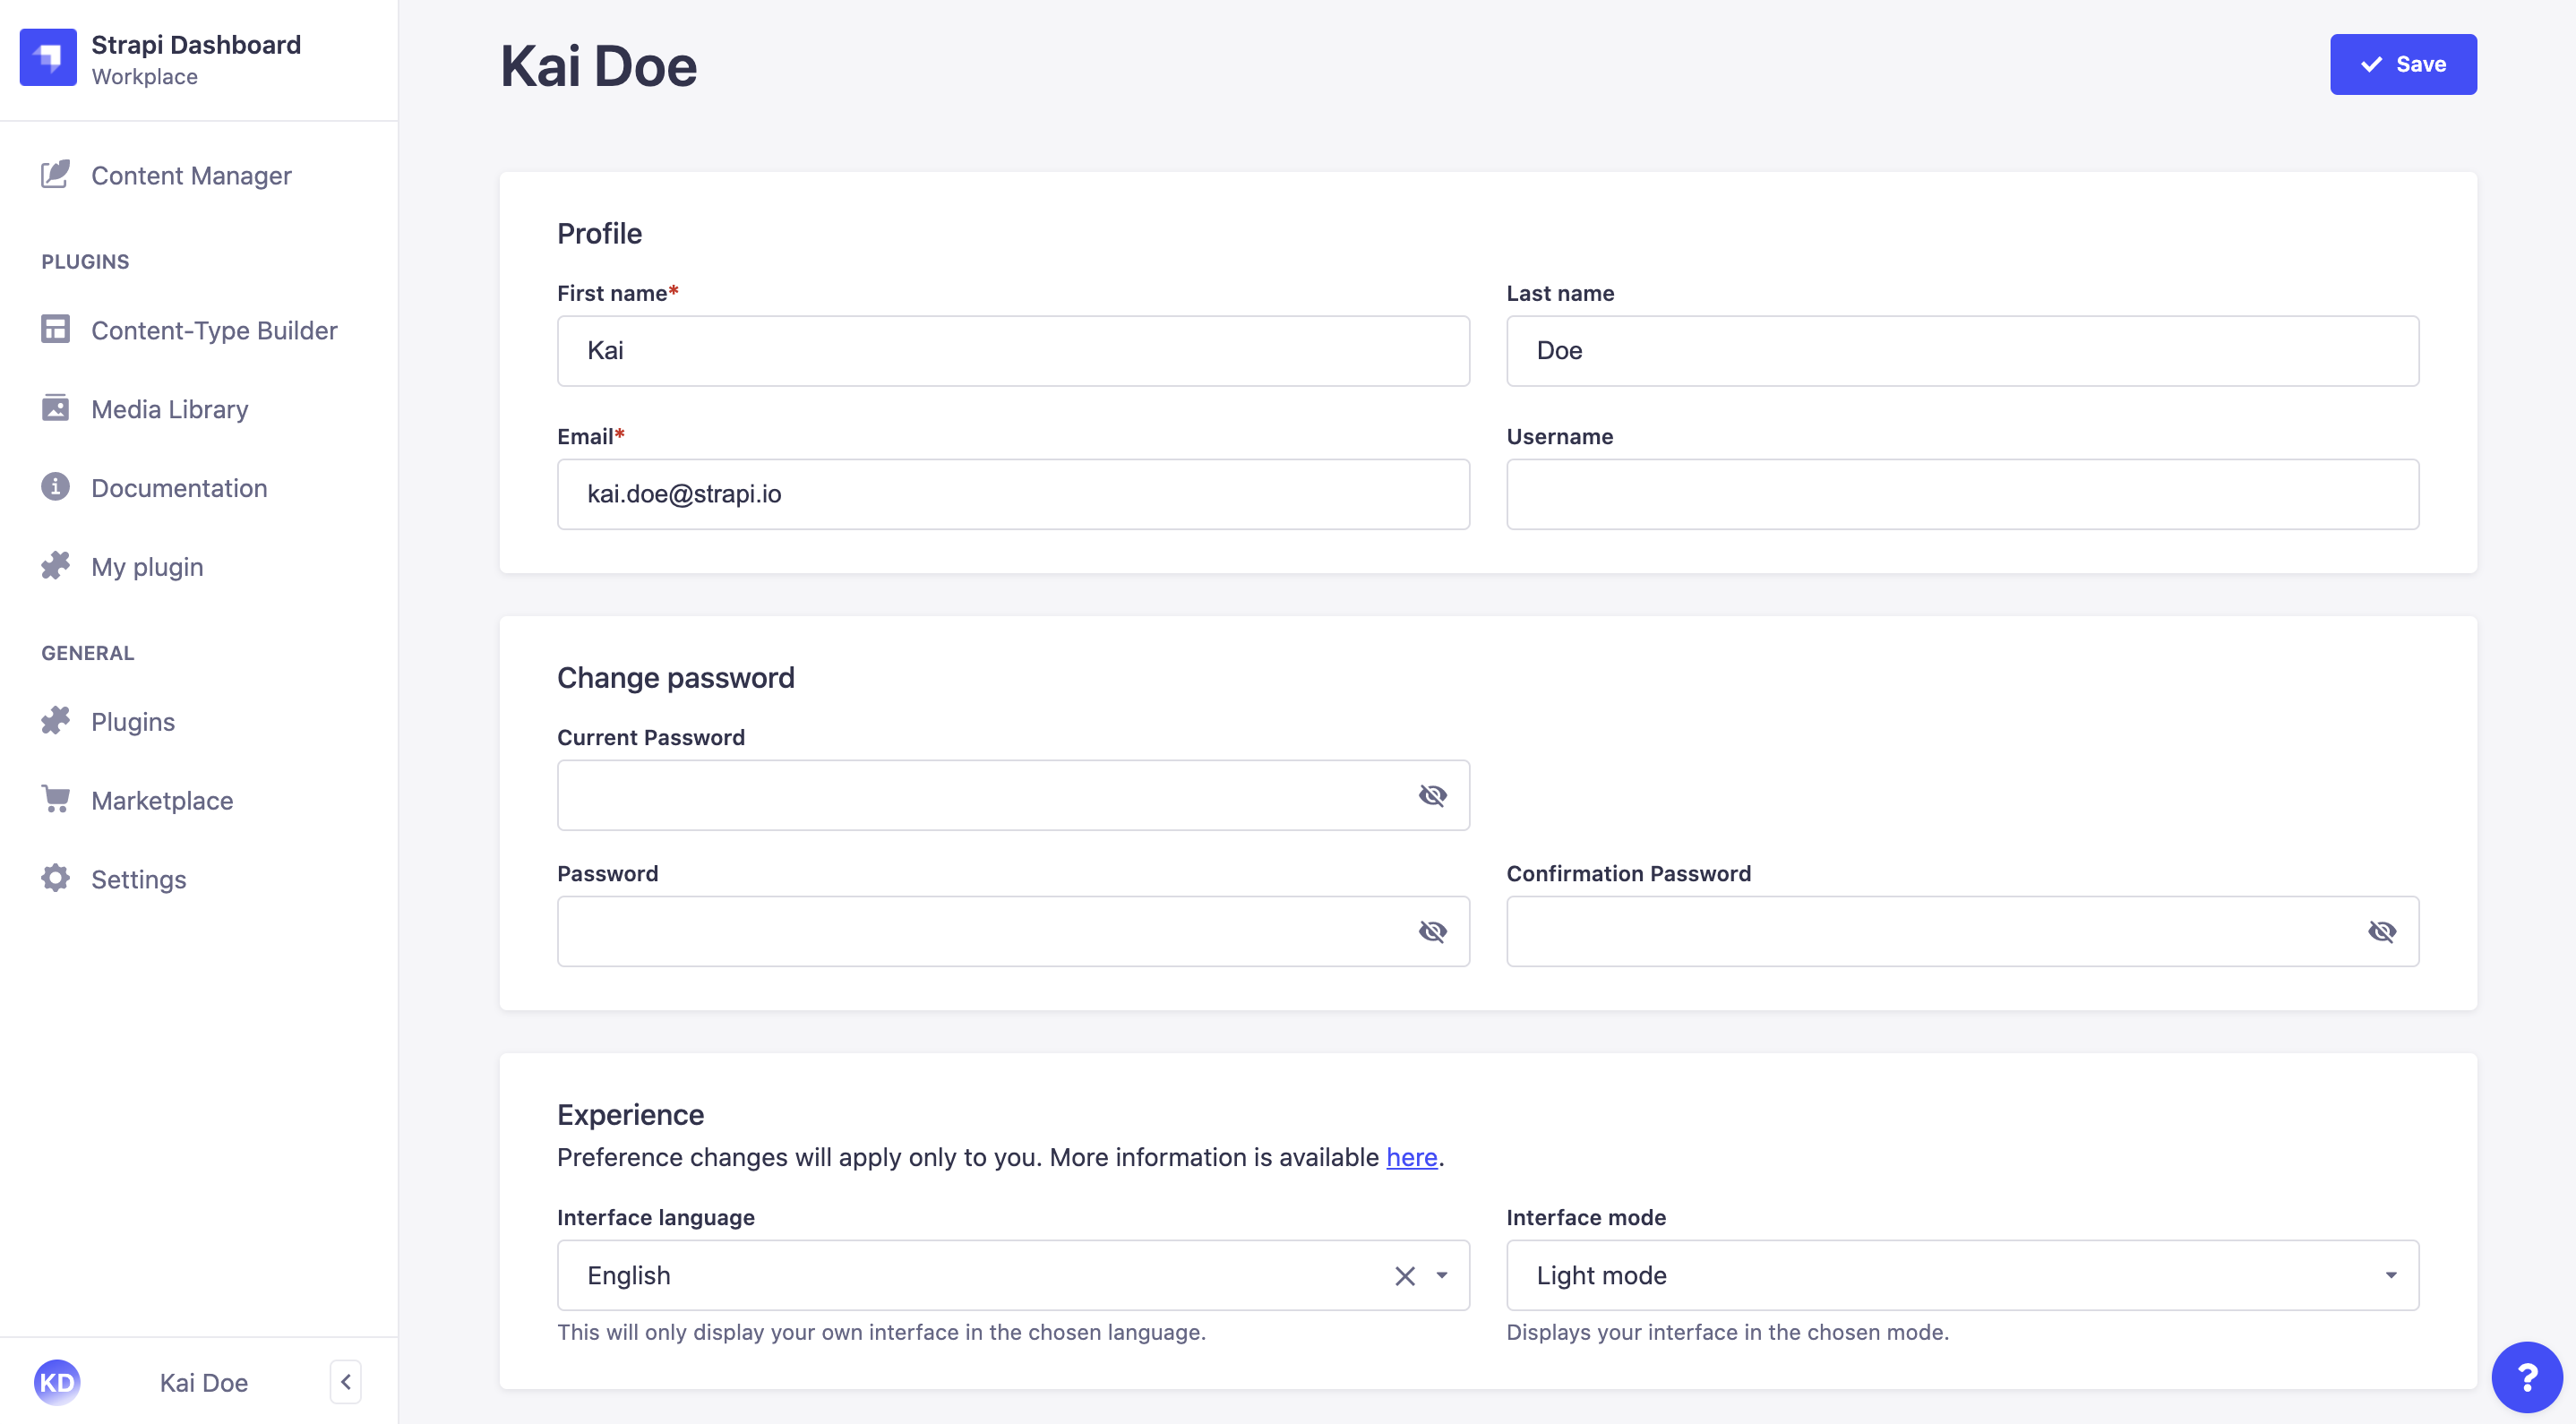 Strapi Dashboard
Workplace
Content Manager
PLUGINS
Content-Type Builder
Media Library
Documentation
My plugin
GENERAL
Plugins
Marketplace
Settings
KD
Kai Doe
Kai Doe
Save
Profile
First name*
Kai
Last name
Doe
Email*
kai.doe@strapi.io
Username
Change password
Current Password
Password
Confirmation Password
Experience
Preference changes will apply only to you. More information is available here.
Interface language
English
This will only display your own interface in the chosen language.
Interface mode
Light mode
Displays your interface in the chosen mode.
?